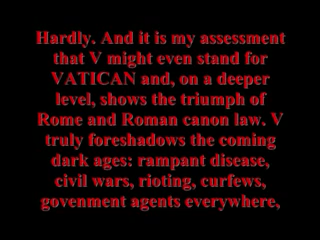 Hardly. And it is my assessment
that V might even stand for
VATICAN and, on a deeper
level, shows the triumph of
Rome and Roman canon law. V
truly foreshadows the coming
dark ages: rampant disease,
civil wars, rioting, curfews,
govenment agents everywhere,